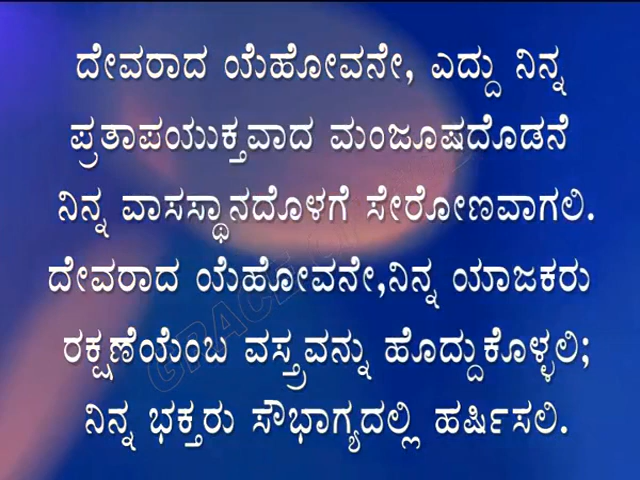 ದೇವರಾದ ಯೆಹೋವನೇ, ಎದ್ದು ನಿನ್ನ
ಪ್ರತಾಪಯುಕ್ತವಾದ ಮಂಜೂಷದೊಡನೆ
ನಿನ್ನ ವಾಸಸ್ಥಾನದೊಳಗೆ ಸೇರೋಣವಾಗಲಿ.
ದೇವರಾದ ಯೆಹೋವನೇ,ನಿನ್ನ ಯಾಜಕರು
ರಕ್ಷಣೆಯೆಂಬ ವಸ್ತ್ರವನ್ನು ಹೊದ್ದುಕೊಳ್ಳಲಿ;
ನಿನ್ನ ಭಕ್ತರು ಸೌಭಾಗ್ಯದಲ್ಲಿ ಹರ್ಷಿಸಲಿ.
GRACE